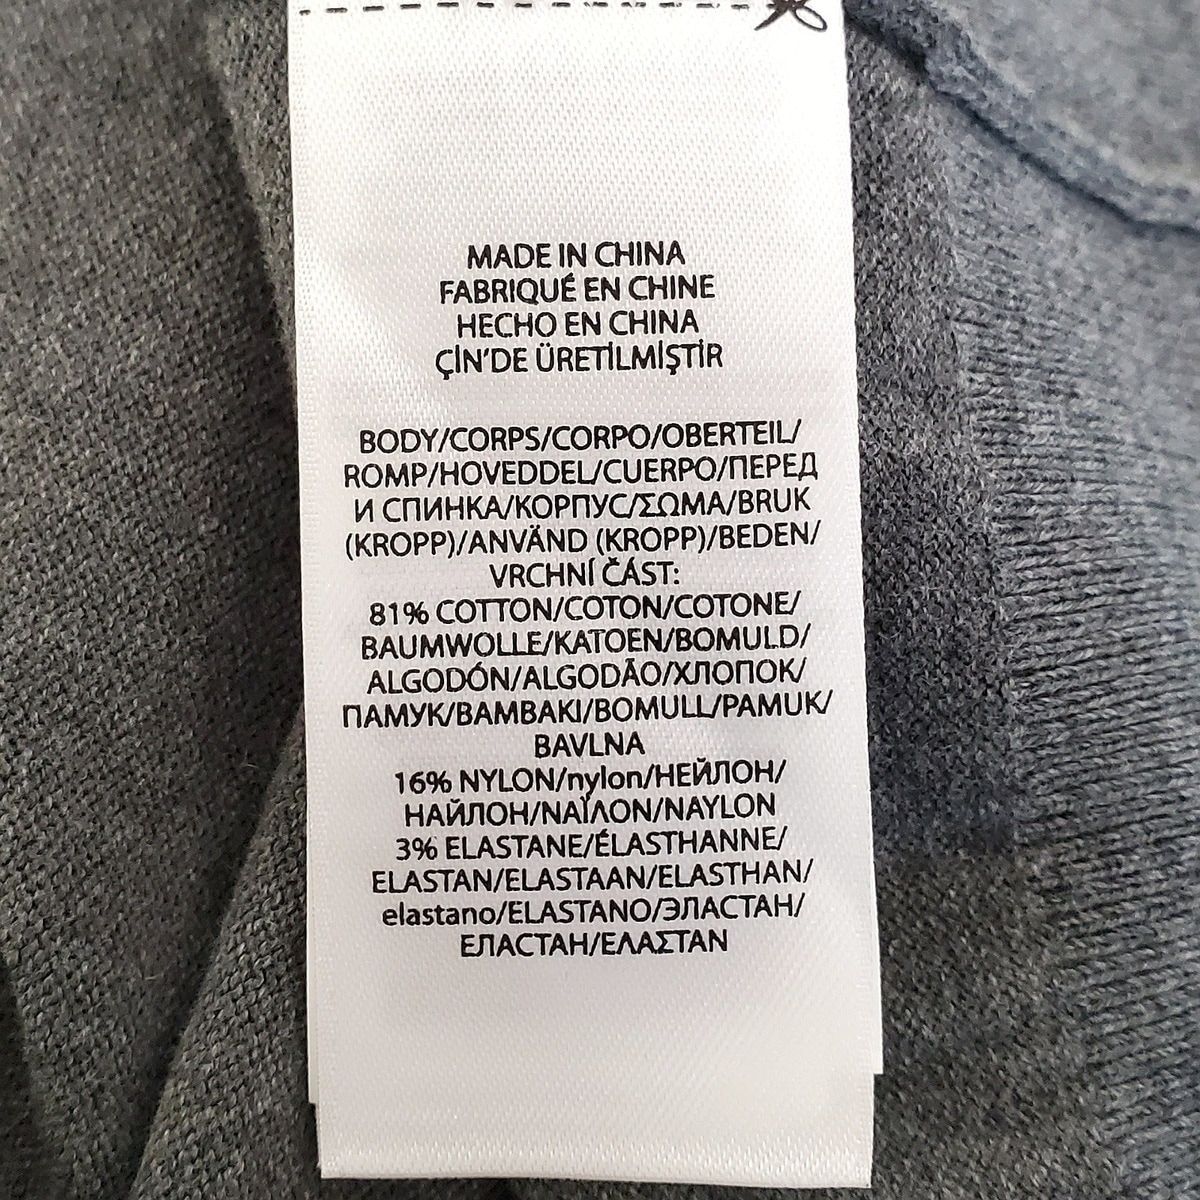 MADE IN CHINA
FABRIQUÉ EN CHINE
HECHO EN CHINA
ÇİN'DE ÜRETİLMİŞTİR
BODY/CORPS/CORPO/OBERTEIL/
ROMP/HOVEDDEL/CUERPO/ПЕРЕД
И СПИНКА/КОРПУС/ΣΩΜΑ/BRUK
(KROPP)/ANVÄND (KROPP)/BEDEN/
VRCHNÍ ČÁST:
81% COTTON/COTON/COTONE/
BAUMWOLLE/KATOEN/BOMULD/
ALGODÓN/ALGODÃO/ХЛОПОК/
ПАМУК/ΒΑΜΒΑΚΙ/BOMULL/PAMUK/
BAVLNA
16% NYLON/nylon/НЕЙЛОН/
НАЙЛОН/ΝΑΪΛΟΝ/NAYLON
3% ELASTANE/ÉLASTHANNE/
ELASTAN/ELASTAAN/ELASTHAN/
elastano/ELASTANO/ЭЛАСТАН/
ЕЛАСТАН/ΕΛΑΣΤΑΝ